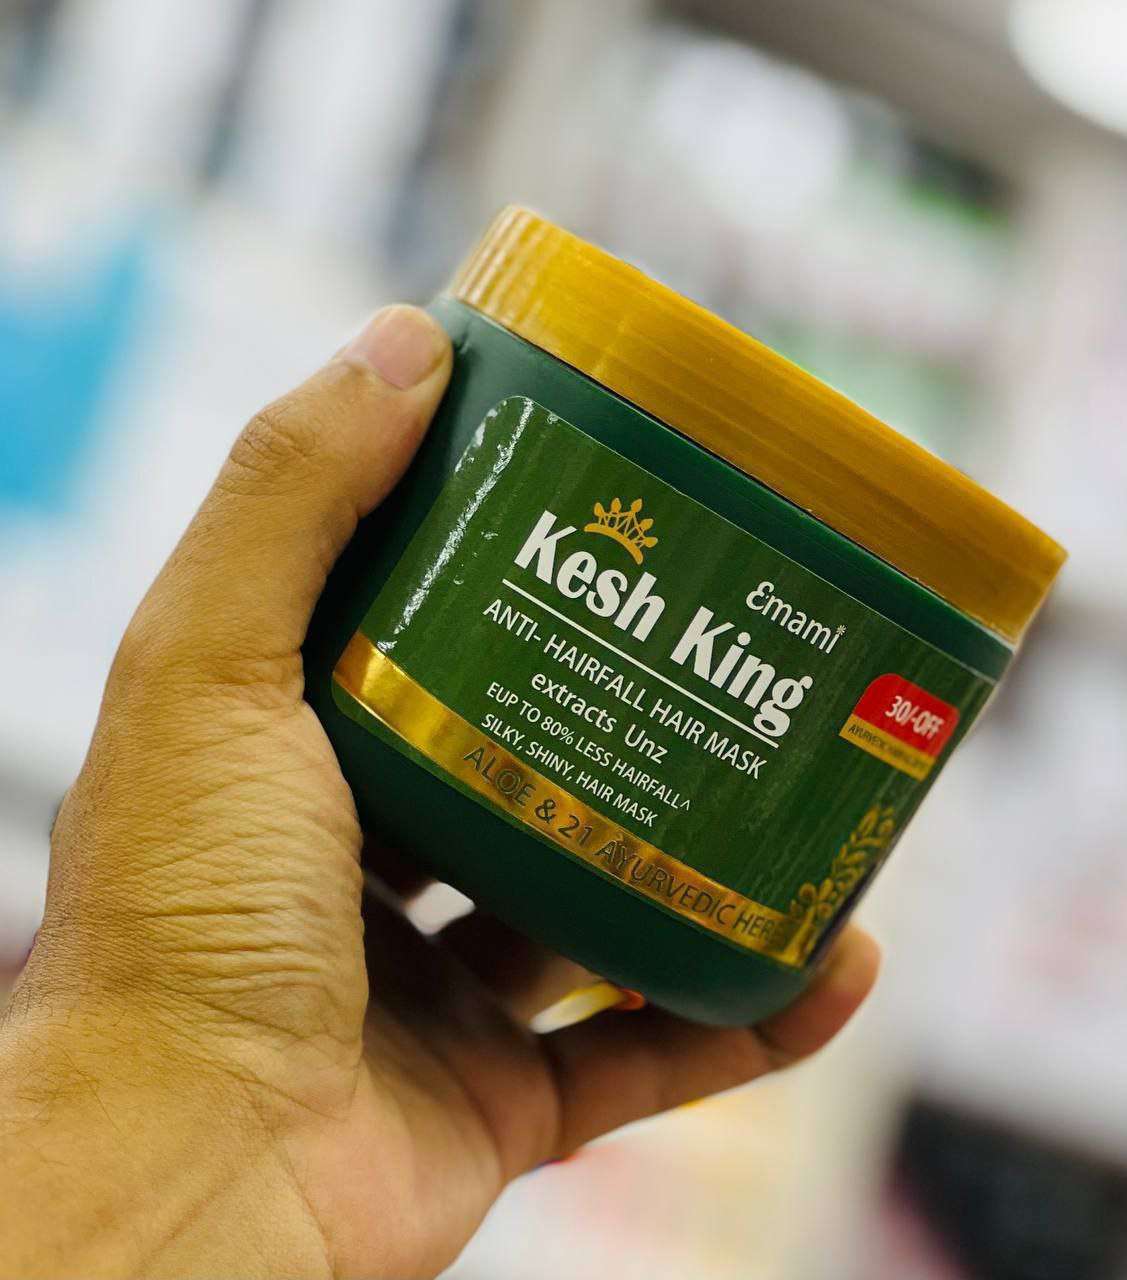 Kesh King
Emami*
ANTI- HAIRFALL HAIR MASK
extracts Unz
EUP TO 80% LESS HAIRFALL^
SILKY, SHINY, HAIR MASK
ALOE & 21 AYURVEDIC HERB
30/-OFF